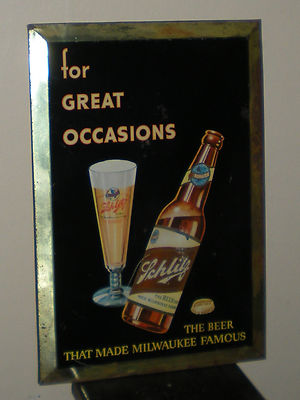 for
GREAT
OCCASIONS
Schlitz
Schlitz
THE BEER
THAT MADE MILWAUKEE FAMOUS